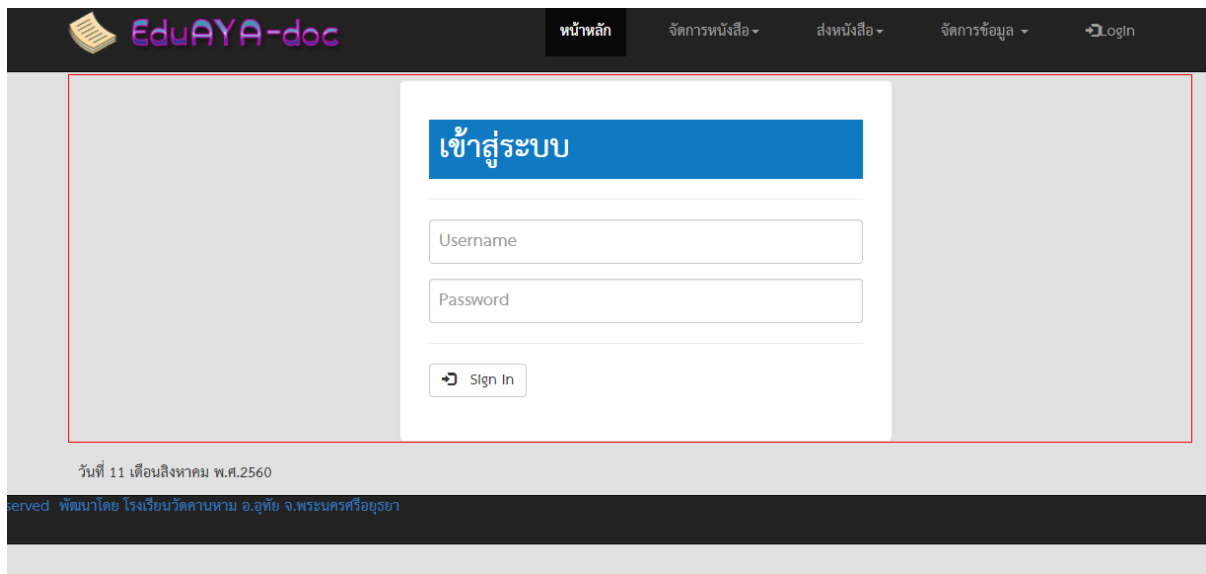 EduAYA-doc
หน้าหลัก จัดการหนังสือ ส่งหนังสือ จัดการข้อมูล Login
เข้าสู่ระบบ
Username
Password
Sign In
วันที่ 11 เดือนสิงหาคม พ.ศ.2560
served พัฒนาโดย โรงเรียนวัดคานหาม อ.อุทัย จ.พระนครศรีอยุธยา